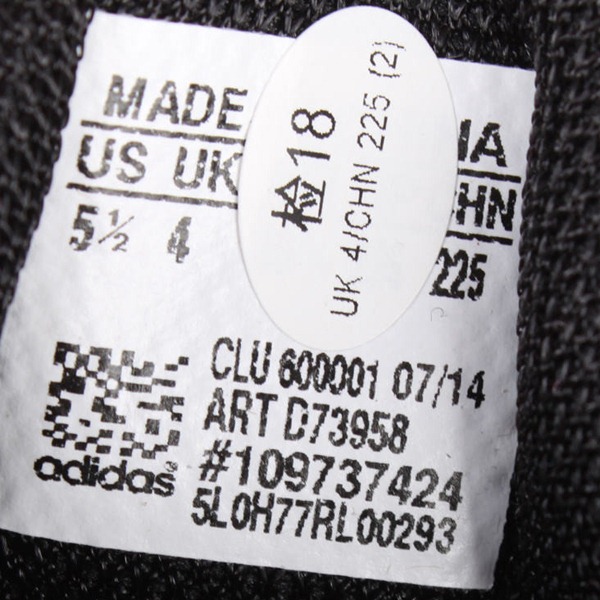 MADE IA
US UK HN
5½ 4 225
检18
UK 4/CHN 225 (2)
CLU 600001 07/14
ART D73958
#109737424
5L0H77RL00293
adidas